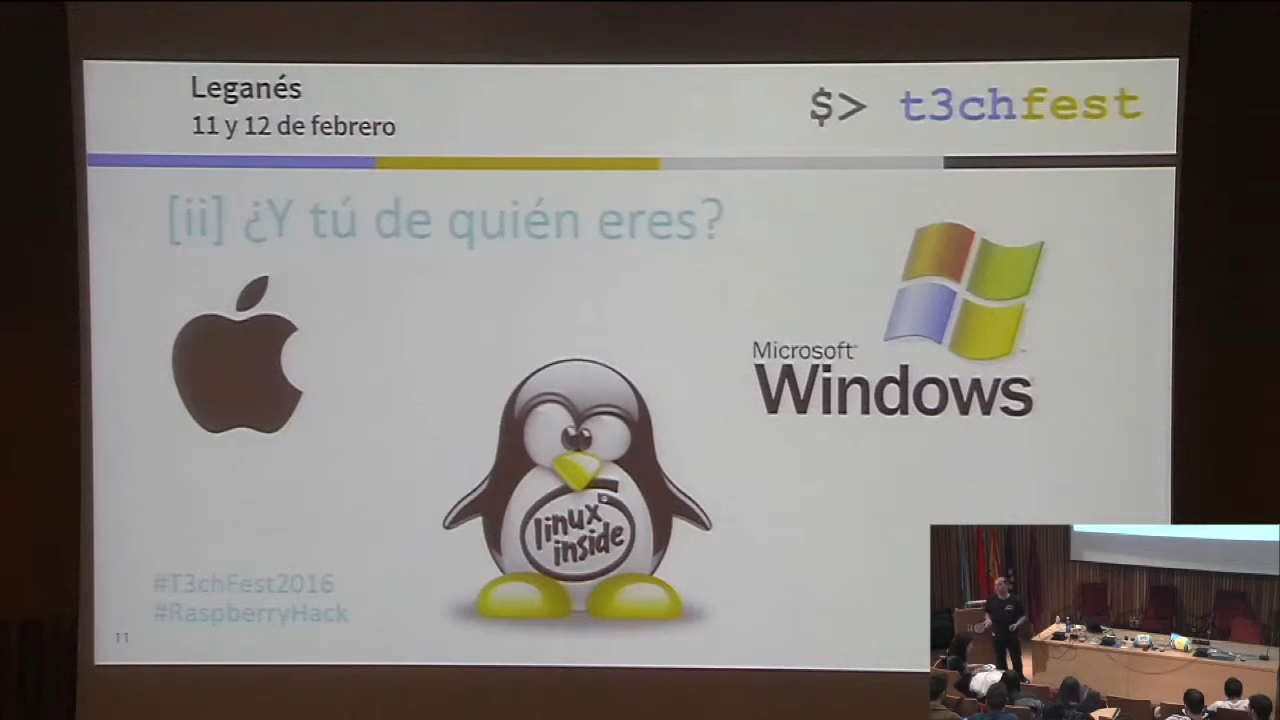 Leganés
11 y 12 de febrero
$> t3chfest
[ii] ¿Y tú de quién eres?
Microsoft
Windows
linux
inside
#T3chFest2016
#RaspberryHack
11